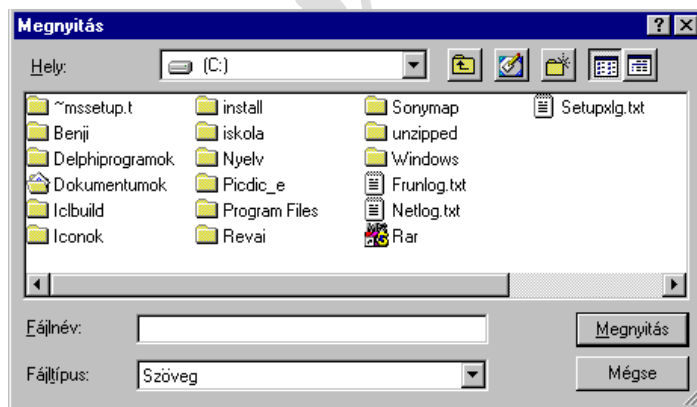 Megnyitás
Hely: (C:)
~mssetup.t install Sonymap Setupxlg.txt
Benji iskola unzipped
Delphiprogramok Nyelv Windows
Dokumentumok Picdic_e Frunlog.txt
Iclbuild Program Files Netlog.txt
Iconok Revai Rar
Fájlnév: Megnyitás
Fájltípus: Szöveg Mégse